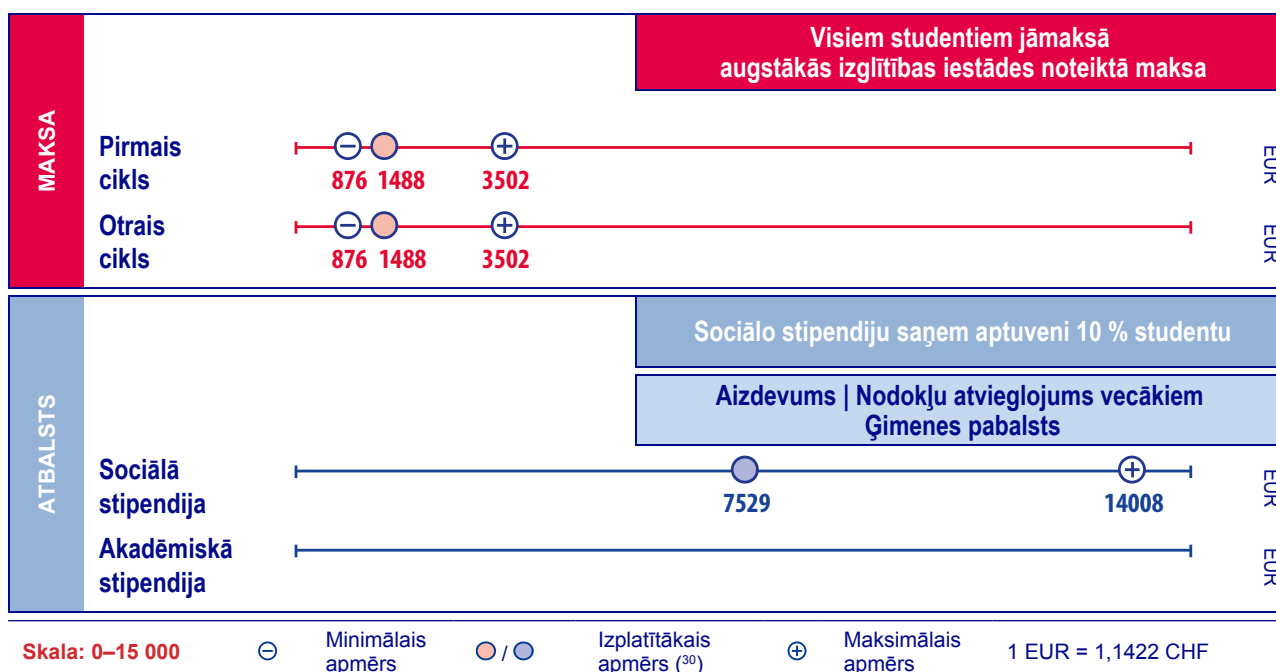 Visiem studentiem jāmaksā
augstākās izglītības iestādes noteiktā maksa
MAKSA
Pirmais
cikls
876 1488 3502
EUR
Otrais
cikls
876 1488 3502
EUR
Sociālo stipendiju saņem aptuveni 10 % studentu
Aizdevums | Nodokļu atvieglojums vecākiem
Ģimenes pabalsts
ATBALSTS
Sociālā
stipendija
7529 14008
EUR
Akadēmiskā
stipendija
EUR
Skala: 0–15 000
Minimālais
apmērs
/
Izplatītākais
apmērs (30)
Maksimālais
apmērs
1 EUR = 1,1422 CHF